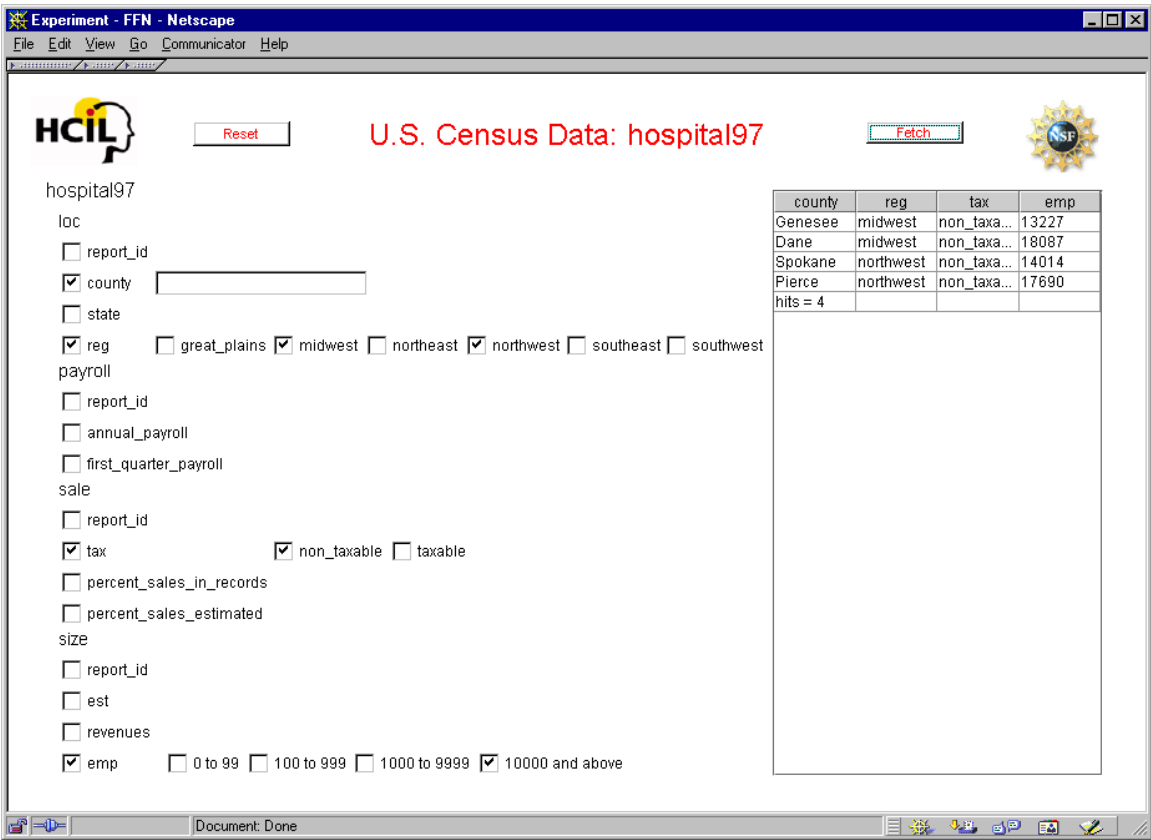 Experiment - FFN - Netscape
File Edit View Go Communicator Help
HCIL
Reset
U.S. Census Data: hospital97
Fetch
NSF
hospital97
loc
report_id
county
state
reg great_plains midwest northeast northwest southeast southwest
payroll
report_id
annual_payroll
first_quarter_payroll
sale
report_id
tax non_taxable taxable
percent_sales_in_records
percent_sales_estimated
size
report_id
est
revenues
emp 0 to 99 100 to 999 1000 to 9999 10000 and above
county reg tax emp
Genesee midwest non_taxa... 13227
Dane midwest non_taxa... 18087
Spokane northwest non_taxa... 14014
Pierce northwest non_taxa... 17690
hits = 4
Document: Done